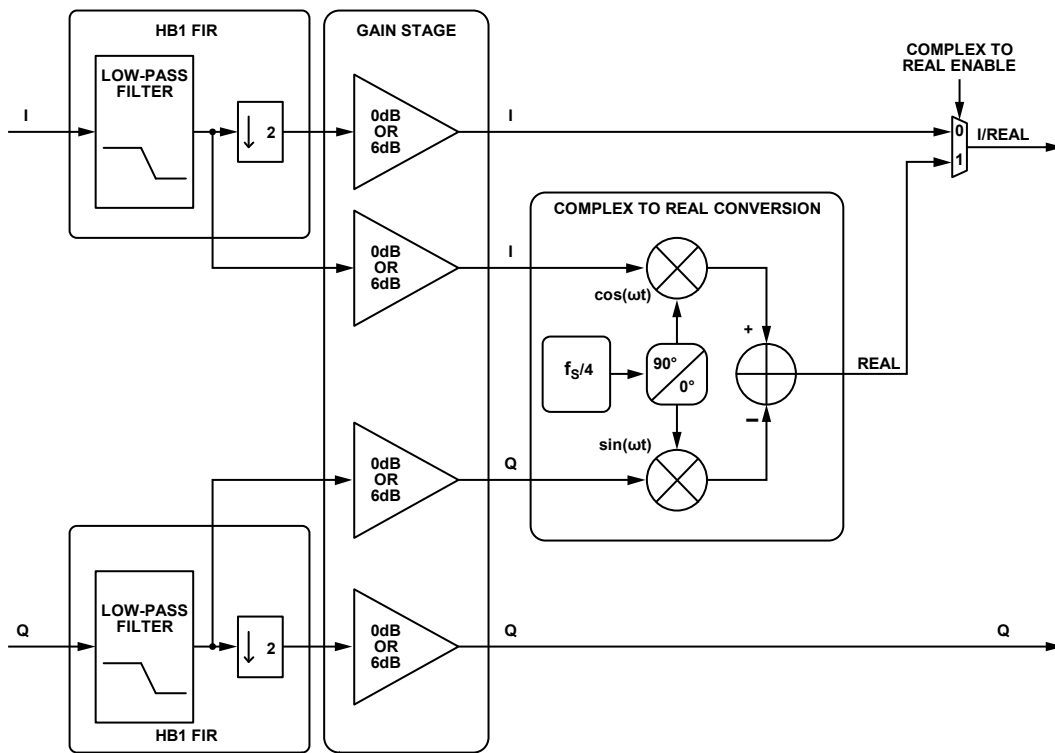 HB1 FIR
GAIN STAGE
COMPLEX TO
REAL ENABLE
LOW-PASS
FILTER
I
2
0dB
OR
6dB
I
0
1
I/REAL
COMPLEX TO REAL CONVERSION
0dB
OR
6dB
I
cos(ωt)
+
fS/4
90°
0°
REAL
–
sin(ωt)
0dB
OR
6dB
Q
LOW-PASS
FILTER
Q
2
0dB
OR
6dB
Q
Q
HB1 FIR